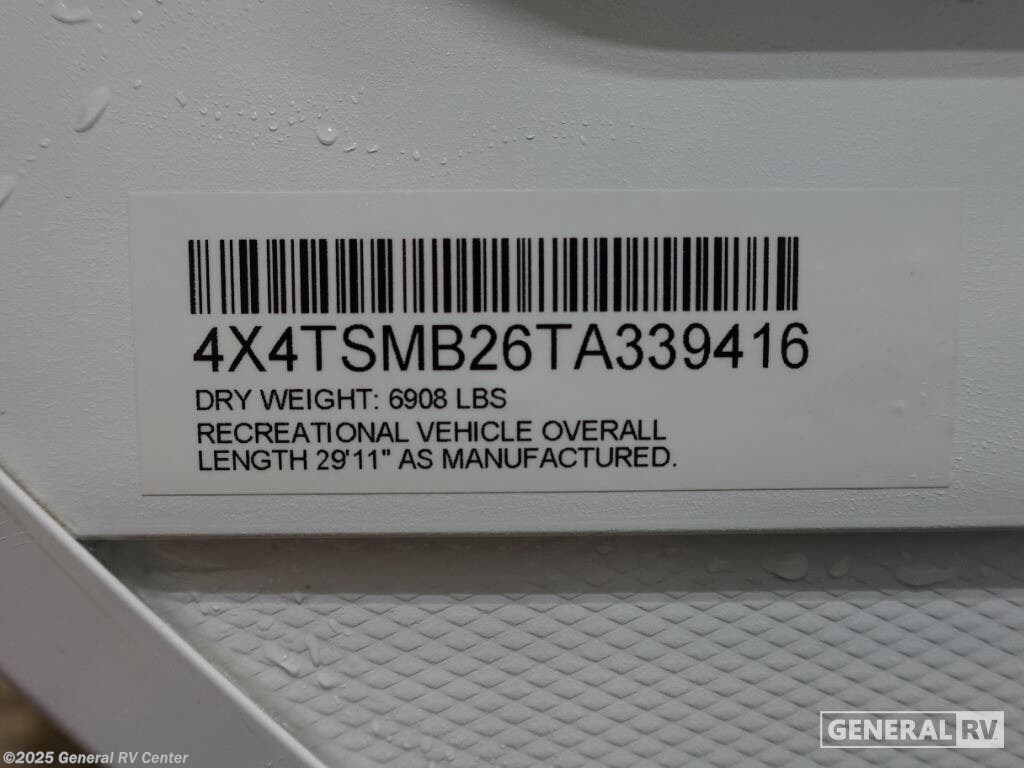 4X4TSMB26TA339416
DRY WEIGHT: 6908 LBS
RECREATIONAL VEHICLE OVERALL
LENGTH 29'11" AS MANUFACTURED.
GENERAL RV
©2025 General RV Center